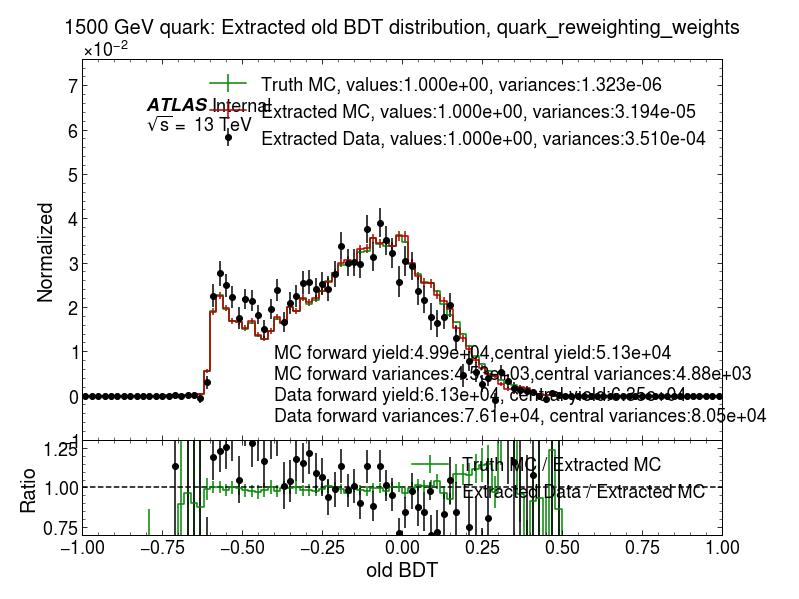 1500 GeV quark: Extracted old BDT distribution, quark_reweighting_weights
×10⁻²
Truth MC, values:1.000e+00, variances:1.323e-06
ATLAS Internal
Extracted MC, values:1.000e+00, variances:3.194e-05
√s = 13 TeV
Extracted Data, values:1.000e+00, variances:3.510e-04
7
6
5
4
3
2
1
0
Normalized
MC forward yield:4.99e+04,central yield:5.13e+04
central variances:4.88e+03
Data forward yield:6.13e+04, central
Data forward variances:7.61e+04, central variances:8.05e+04
1.25
1.00
0.75
Ratio
Truth MC / Extracted MC
Extracted Data / Extracted MC
−1.00 −0.75 −0.50 −0.25 0.00 0.25 0.50 0.75 1.00
old BDT